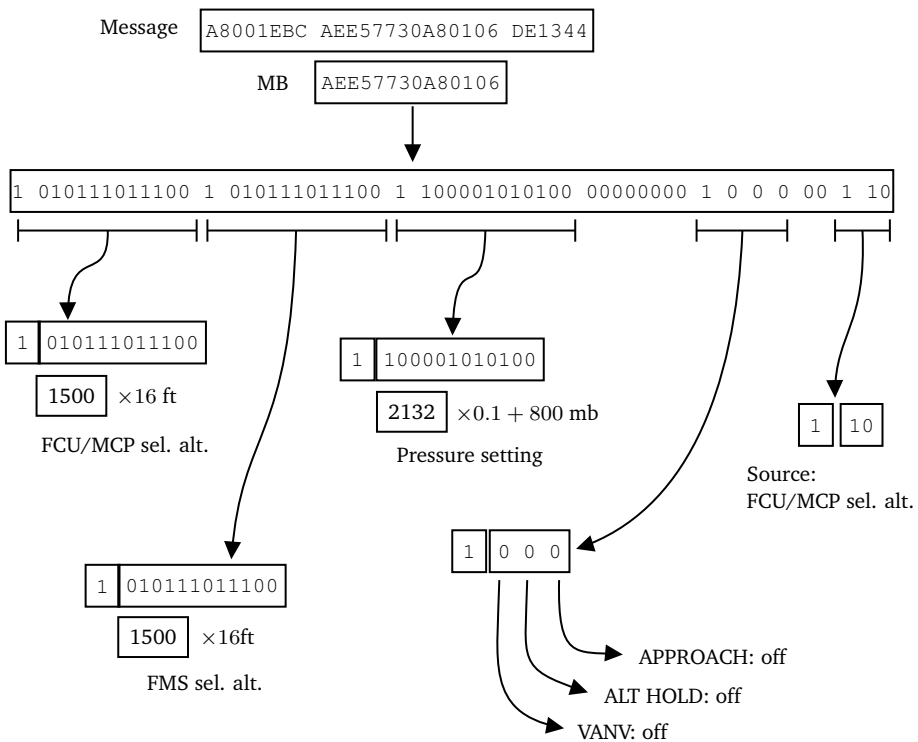 Message A8001EBC AEE57730A80106 DE1344
MB AEE57730A80106
1 010111011100 1 010111011100 1 100001010100 00000000 1 0 0 0 00 1 10
1 010111011100
1500 ×16 ft
FCU/MCP sel. alt.
1 100001010100
2132 ×0.1 + 800 mb
Pressure setting
1 10
Source:
FCU/MCP sel. alt.
1 010111011100
1500 ×16ft
FMS sel. alt.
1 0 0 0
APPROACH: off
ALT HOLD: off
VANV: off